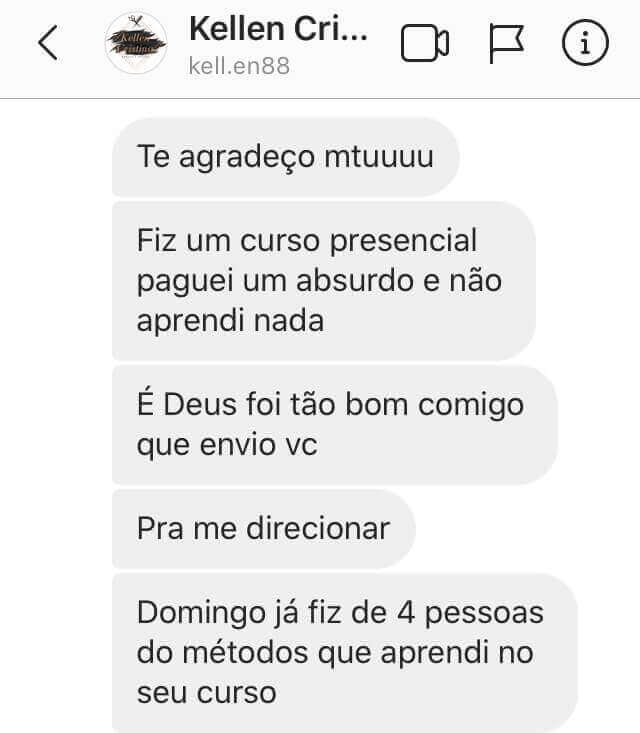 Kellen Cri...
kell.en88
Kellen
Cristina
Te agradeço mtuuuu
Fiz um curso presencial
paguei um absurdo e não
aprendi nada
É Deus foi tão bom comigo
que envio vc
Pra me direcionar
Domingo já fiz de 4 pessoas
do métodos que aprendi no
seu curso